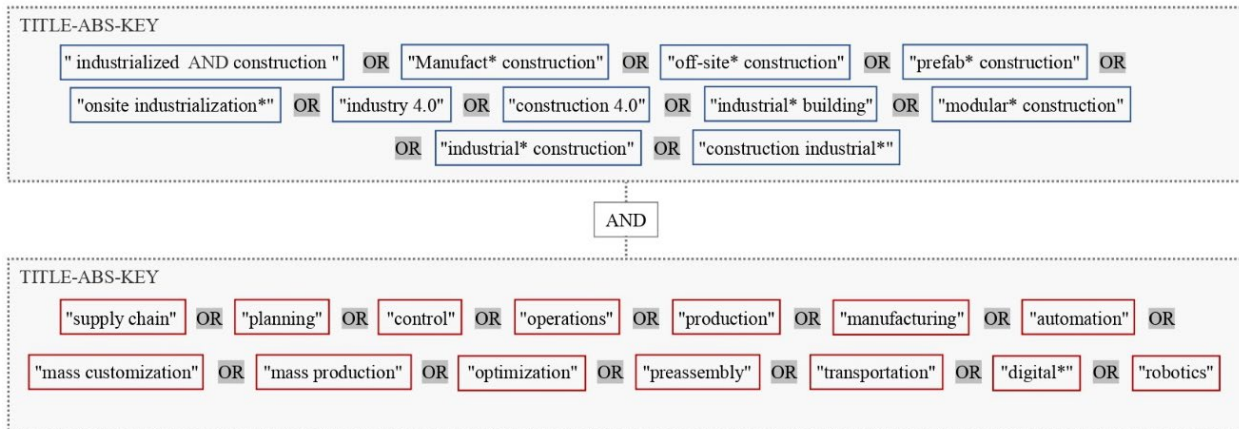 TITLE-ABS-KEY
" industrialized AND construction " OR "Manufact* construction" OR "off-site* construction" OR "prefab* construction" OR
"onsite industrialization*" OR "industry 4.0" OR "construction 4.0" OR "industrial* building" OR "modular* construction"
OR "industrial* construction" OR "construction industrial*"
AND
TITLE-ABS-KEY
"supply chain" OR "planning" OR "control" OR "operations" OR "production" OR "manufacturing" OR "automation" OR
"mass customization" OR "mass production" OR "optimization" OR "preassembly" OR "transportation" OR "digital*" OR "robotics"